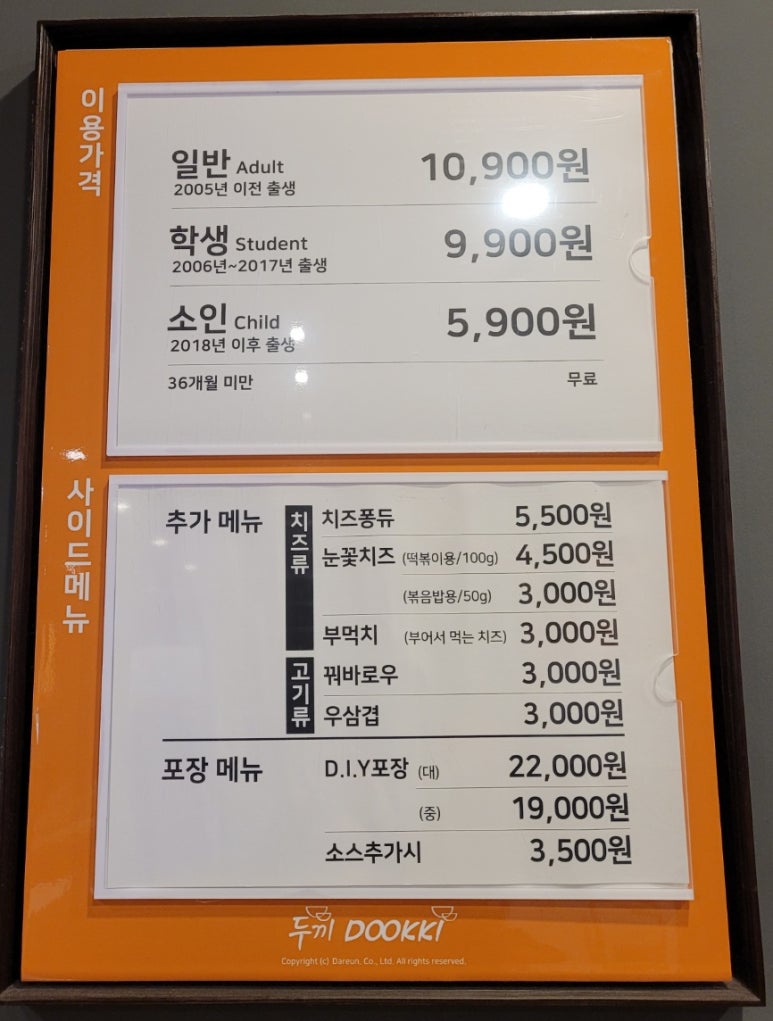 이용가격
일반 Adult 10,900원
2005년 이전 출생
학생 Student 9,900원
2006년~2017년 출생
소인 Child 5,900원
2018년 이후 출생
36개월 미만 무료
사이드메뉴
추가 메뉴
치즈류
치즈퐁듀 5,500원
눈꽃치즈 (떡볶이용/100g) 4,500원
(볶음밥용/50g) 3,000원
부먹치 (부어서 먹는 치즈) 3,000원
고기류
꿔바로우 3,000원
우삼겹 3,000원
포장 메뉴
D.I.Y포장 (대) 22,000원
(중) 19,000원
소스추가시 3,500원
두끼 DOOKKI
Copyright (c) Dareun. Co., Ltd. All rights reserved.